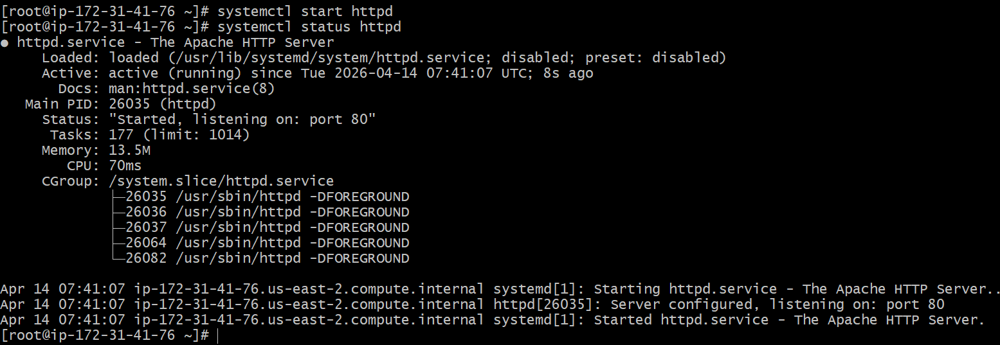 [root@ip-172-31-41-76 ~]# systemctl start httpd
[root@ip-172-31-41-76 ~]# systemctl status httpd
● httpd.service - The Apache HTTP Server
     Loaded: loaded (/usr/lib/systemd/system/httpd.service; disabled; preset: disabled)
     Active: active (running) since Tue 2026-04-14 07:41:07 UTC; 8s ago
       Docs: man:httpd.service(8)
   Main PID: 26035 (httpd)
     Status: "Started, listening on: port 80"
      Tasks: 177 (limit: 1014)
     Memory: 13.5M
        CPU: 70ms
     CGroup: /system.slice/httpd.service
             ├─26035 /usr/sbin/httpd -DFOREGROUND
             ├─26036 /usr/sbin/httpd -DFOREGROUND
             ├─26037 /usr/sbin/httpd -DFOREGROUND
             ├─26064 /usr/sbin/httpd -DFOREGROUND
             └─26082 /usr/sbin/httpd -DFOREGROUND

Apr 14 07:41:07 ip-172-31-41-76.us-east-2.compute.internal systemd[1]: Starting httpd.service - The Apache HTTP Server..
Apr 14 07:41:07 ip-172-31-41-76.us-east-2.compute.internal httpd[26035]: Server configured, listening on: port 80
Apr 14 07:41:07 ip-172-31-41-76.us-east-2.compute.internal systemd[1]: Started httpd.service - The Apache HTTP Server.
[root@ip-172-31-41-76 ~]#